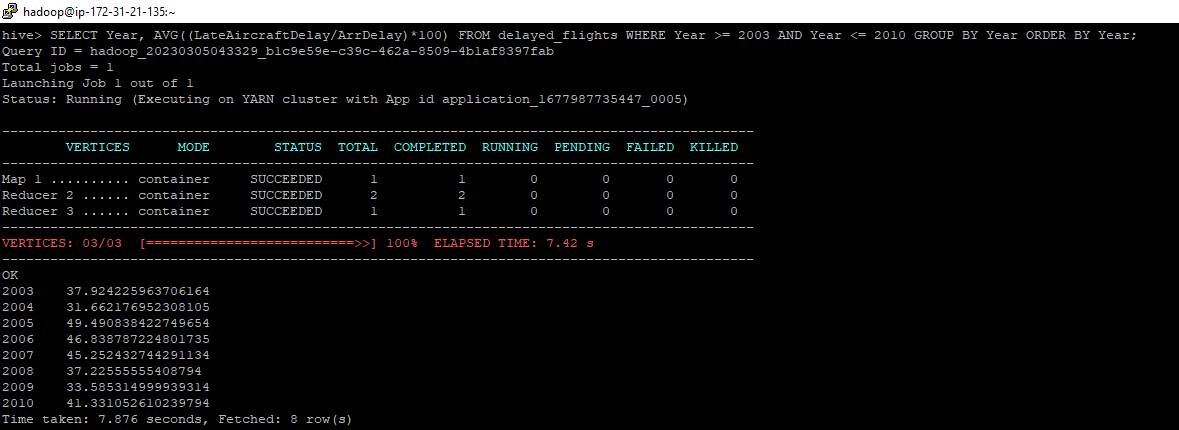 hadoop@ip-172-31-21-135:~
hive> SELECT Year, AVG((LateAircraftDelay/ArrDelay)*100) FROM delayed_flights WHERE Year >= 2003 AND Year <= 2010 GROUP BY Year ORDER BY Year;
Query ID = hadoop_20230305043329_b1c9e59e-c39c-462a-8509-4b1af8397fab
Total jobs = 1
Launching Job 1 out of 1
Status: Running (Executing on YARN cluster with App id application_1677987735447_0005)
----------------------------------------------------------------------------------------------
VERTICES MODE STATUS TOTAL COMPLETED RUNNING PENDING FAILED KILLED
----------------------------------------------------------------------------------------------
Map 1 .......... container SUCCEEDED 1 1 0 0 0 0
Reducer 2 ...... container SUCCEEDED 2 2 0 0 0 0
Reducer 3 ...... container SUCCEEDED 1 1 0 0 0 0
----------------------------------------------------------------------------------------------
VERTICES: 03/03 [==========================>>] 100% ELAPSED TIME: 7.42 s
----------------------------------------------------------------------------------------------
OK
2003 37.924225963706164
2004 31.662176952308105
2005 49.490838422749654
2006 46.838787224801735
2007 45.252432744291134
2008 37.22555555408794
2009 33.585314999939314
2010 41.331052610239794
Time taken: 7.876 seconds, Fetched: 8 row(s)